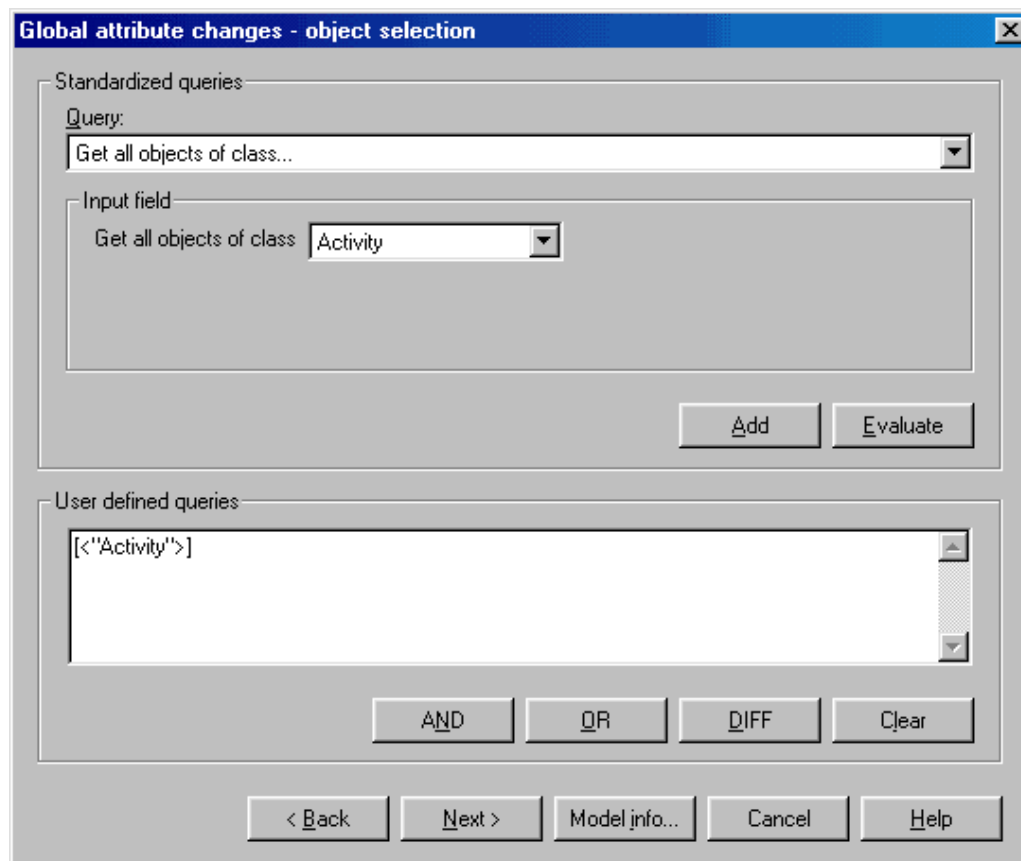 Global attribute changes - object selection
Standardized queries
Query:
Get all objects of class...
Input field
Get all objects of class Activity
Add Evaluate
User defined queries
[<"Activity">]
AND OR DIFF Clear
< Back Next > Model info... Cancel Help